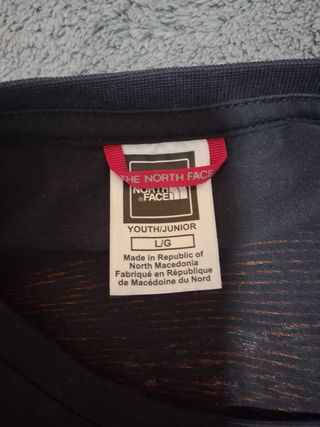 THE NORTH FACE
NORTH
FACE
YOUTH/JUNIOR
L/G
Made in Republic of
North Macedonia
Fabriqué en République
de Macédoine du Nord